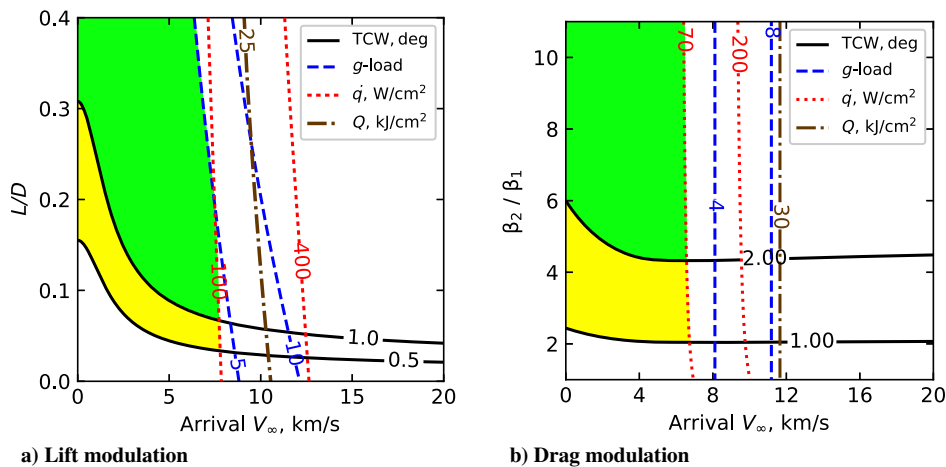 0.4
0.3
0.2
0.1
0.0
L/D
0
5
10
15
20
Arrival V∞, km/s
TCW, deg
g-load
q̇, W/cm²
Q, kJ/cm²
25
100
400
5
10
1.0
0.5
a) Lift modulation
10
8
6
4
2
β₂ / β₁
0
4
8
12
16
20
Arrival V∞, km/s
TCW, deg
g-load
q̇, W/cm²
Q, kJ/cm²
70
200
8
4
30
2.00
1.00
b) Drag modulation